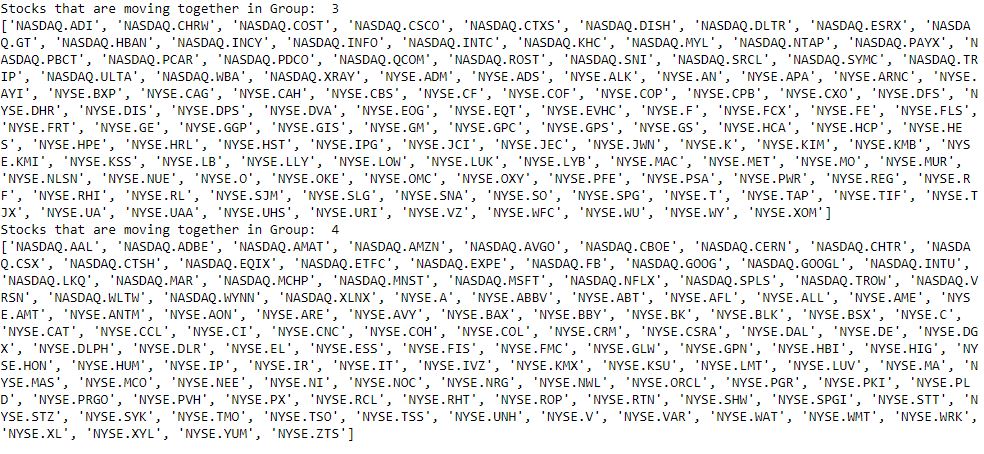 Stocks that are moving together in Group:  3
['NASDAQ.ADI', 'NASDAQ.CHRW', 'NASDAQ.COST', 'NASDAQ.CSCO', 'NASDAQ.CTXS', 'NASDAQ.DISH', 'NASDAQ.DLTR', 'NASDAQ.ESRX', 'NASDA
Q.GT', 'NASDAQ.HBAN', 'NASDAQ.INCY', 'NASDAQ.INFO', 'NASDAQ.INTC', 'NASDAQ.KHC', 'NASDAQ.MYL', 'NASDAQ.NTAP', 'NASDAQ.PAYX', 'N
ASDAQ.PBCT', 'NASDAQ.PCAR', 'NASDAQ.PDCO', 'NASDAQ.QCOM', 'NASDAQ.ROST', 'NASDAQ.SNI', 'NASDAQ.SRCL', 'NASDAQ.SYMC', 'NASDAQ.TR
IP', 'NASDAQ.ULTA', 'NASDAQ.WBA', 'NASDAQ.XRAY', 'NYSE.ADM', 'NYSE.ADS', 'NYSE.ALK', 'NYSE.AN', 'NYSE.APA', 'NYSE.ARNC', 'NYSE.
AYI', 'NYSE.BXP', 'NYSE.CAG', 'NYSE.CAH', 'NYSE.CBS', 'NYSE.CF', 'NYSE.COF', 'NYSE.COP', 'NYSE.CPB', 'NYSE.CXO', 'NYSE.DFS', 'N
YSE.DHR', 'NYSE.DIS', 'NYSE.DPS', 'NYSE.DVA', 'NYSE.EOG', 'NYSE.EQT', 'NYSE.EVHC', 'NYSE.F', 'NYSE.FCX', 'NYSE.FE', 'NYSE.FLS',
'NYSE.FRT', 'NYSE.GE', 'NYSE.GGP', 'NYSE.GIS', 'NYSE.GM', 'NYSE.GPC', 'NYSE.GPS', 'NYSE.GS', 'NYSE.HCA', 'NYSE.HCP', 'NYSE.HE
S', 'NYSE.HPE', 'NYSE.HRL', 'NYSE.HST', 'NYSE.IPG', 'NYSE.JCI', 'NYSE.JEC', 'NYSE.JWN', 'NYSE.K', 'NYSE.KIM', 'NYSE.KMB', 'NYS
E.KMI', 'NYSE.KSS', 'NYSE.LB', 'NYSE.LLY', 'NYSE.LOW', 'NYSE.LUK', 'NYSE.LYB', 'NYSE.MAC', 'NYSE.MET', 'NYSE.MO', 'NYSE.MUR',
'NYSE.NLSN', 'NYSE.NUE', 'NYSE.O', 'NYSE.OKE', 'NYSE.OMC', 'NYSE.OXY', 'NYSE.PFE', 'NYSE.PSA', 'NYSE.PWR', 'NYSE.REG', 'NYSE.R
F', 'NYSE.RHI', 'NYSE.RL', 'NYSE.SJM', 'NYSE.SLG', 'NYSE.SNA', 'NYSE.SO', 'NYSE.SPG', 'NYSE.T', 'NYSE.TAP', 'NYSE.TIF', 'NYSE.T
JX', 'NYSE.UA', 'NYSE.UAA', 'NYSE.UHS', 'NYSE.URI', 'NYSE.VZ', 'NYSE.WFC', 'NYSE.WU', 'NYSE.WY', 'NYSE.XOM']
Stocks that are moving together in Group:  4
['NASDAQ.AAL', 'NASDAQ.ADBE', 'NASDAQ.AMAT', 'NASDAQ.AMZN', 'NASDAQ.AVGO', 'NASDAQ.CBOE', 'NASDAQ.CERN', 'NASDAQ.CHTR', 'NASDA
Q.CSX', 'NASDAQ.CTSH', 'NASDAQ.EQIX', 'NASDAQ.ETFC', 'NASDAQ.EXPE', 'NASDAQ.FB', 'NASDAQ.GOOG', 'NASDAQ.GOOGL', 'NASDAQ.INTU',
'NASDAQ.LKQ', 'NASDAQ.MAR', 'NASDAQ.MCHP', 'NASDAQ.MNST', 'NASDAQ.MSFT', 'NASDAQ.NFLX', 'NASDAQ.SPLS', 'NASDAQ.TROW', 'NASDAQ.V
RSN', 'NASDAQ.WLTW', 'NASDAQ.WYNN', 'NASDAQ.XLNX', 'NYSE.A', 'NYSE.ABBV', 'NYSE.ABT', 'NYSE.AFL', 'NYSE.ALL', 'NYSE.AME', 'NYS
E.AMT', 'NYSE.ANTM', 'NYSE.AON', 'NYSE.ARE', 'NYSE.AVY', 'NYSE.BAX', 'NYSE.BBY', 'NYSE.BK', 'NYSE.BLK', 'NYSE.BSX', 'NYSE.C',
'NYSE.CAT', 'NYSE.CCL', 'NYSE.CI', 'NYSE.CNC', 'NYSE.COH', 'NYSE.COL', 'NYSE.CRM', 'NYSE.CSRA', 'NYSE.DAL', 'NYSE.DE', 'NYSE.DG
X', 'NYSE.DLPH', 'NYSE.DLR', 'NYSE.EL', 'NYSE.ESS', 'NYSE.FIS', 'NYSE.FMC', 'NYSE.GLW', 'NYSE.GPN', 'NYSE.HBI', 'NYSE.HIG', 'NY
SE.HON', 'NYSE.HUM', 'NYSE.IP', 'NYSE.IR', 'NYSE.IT', 'NYSE.IVZ', 'NYSE.KMX', 'NYSE.KSU', 'NYSE.LMT', 'NYSE.LUV', 'NYSE.MA', 'N
YSE.MAS', 'NYSE.MCO', 'NYSE.NEE', 'NYSE.NI', 'NYSE.NOC', 'NYSE.NRG', 'NYSE.NWL', 'NYSE.ORCL', 'NYSE.PGR', 'NYSE.PKI', 'NYSE.PL
D', 'NYSE.PRGO', 'NYSE.PVH', 'NYSE.PX', 'NYSE.RCL', 'NYSE.RHT', 'NYSE.ROP', 'NYSE.RTN', 'NYSE.SHW', 'NYSE.SPGI', 'NYSE.STT', 'N
YSE.STZ', 'NYSE.SYK', 'NYSE.TMO', 'NYSE.TSO', 'NYSE.TSS', 'NYSE.UNH', 'NYSE.V', 'NYSE.VAR', 'NYSE.WAT', 'NYSE.WMT', 'NYSE.WRK',
'NYSE.XL', 'NYSE.XYL', 'NYSE.YUM', 'NYSE.ZTS']